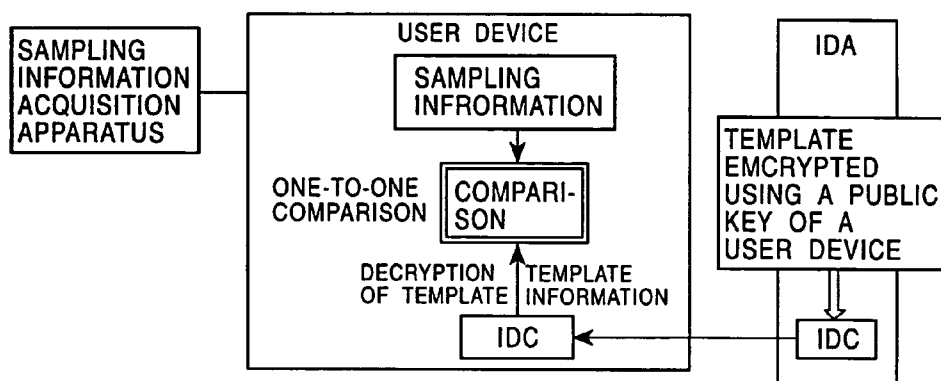 SAMPLING
INFORMATION
ACQUISITION
APPARATUS
USER DEVICE
SAMPLING
INFRORMATION
ONE-TO-ONE
COMPARISON
COMPARI-
SON
DECRYPTION
OF TEMPLATE
TEMPLATE
INFORMATION
IDC
IDA
TEMPLATE
EMCRYPTED
USING A PUBLIC
KEY OF A
USER DEVICE
IDC